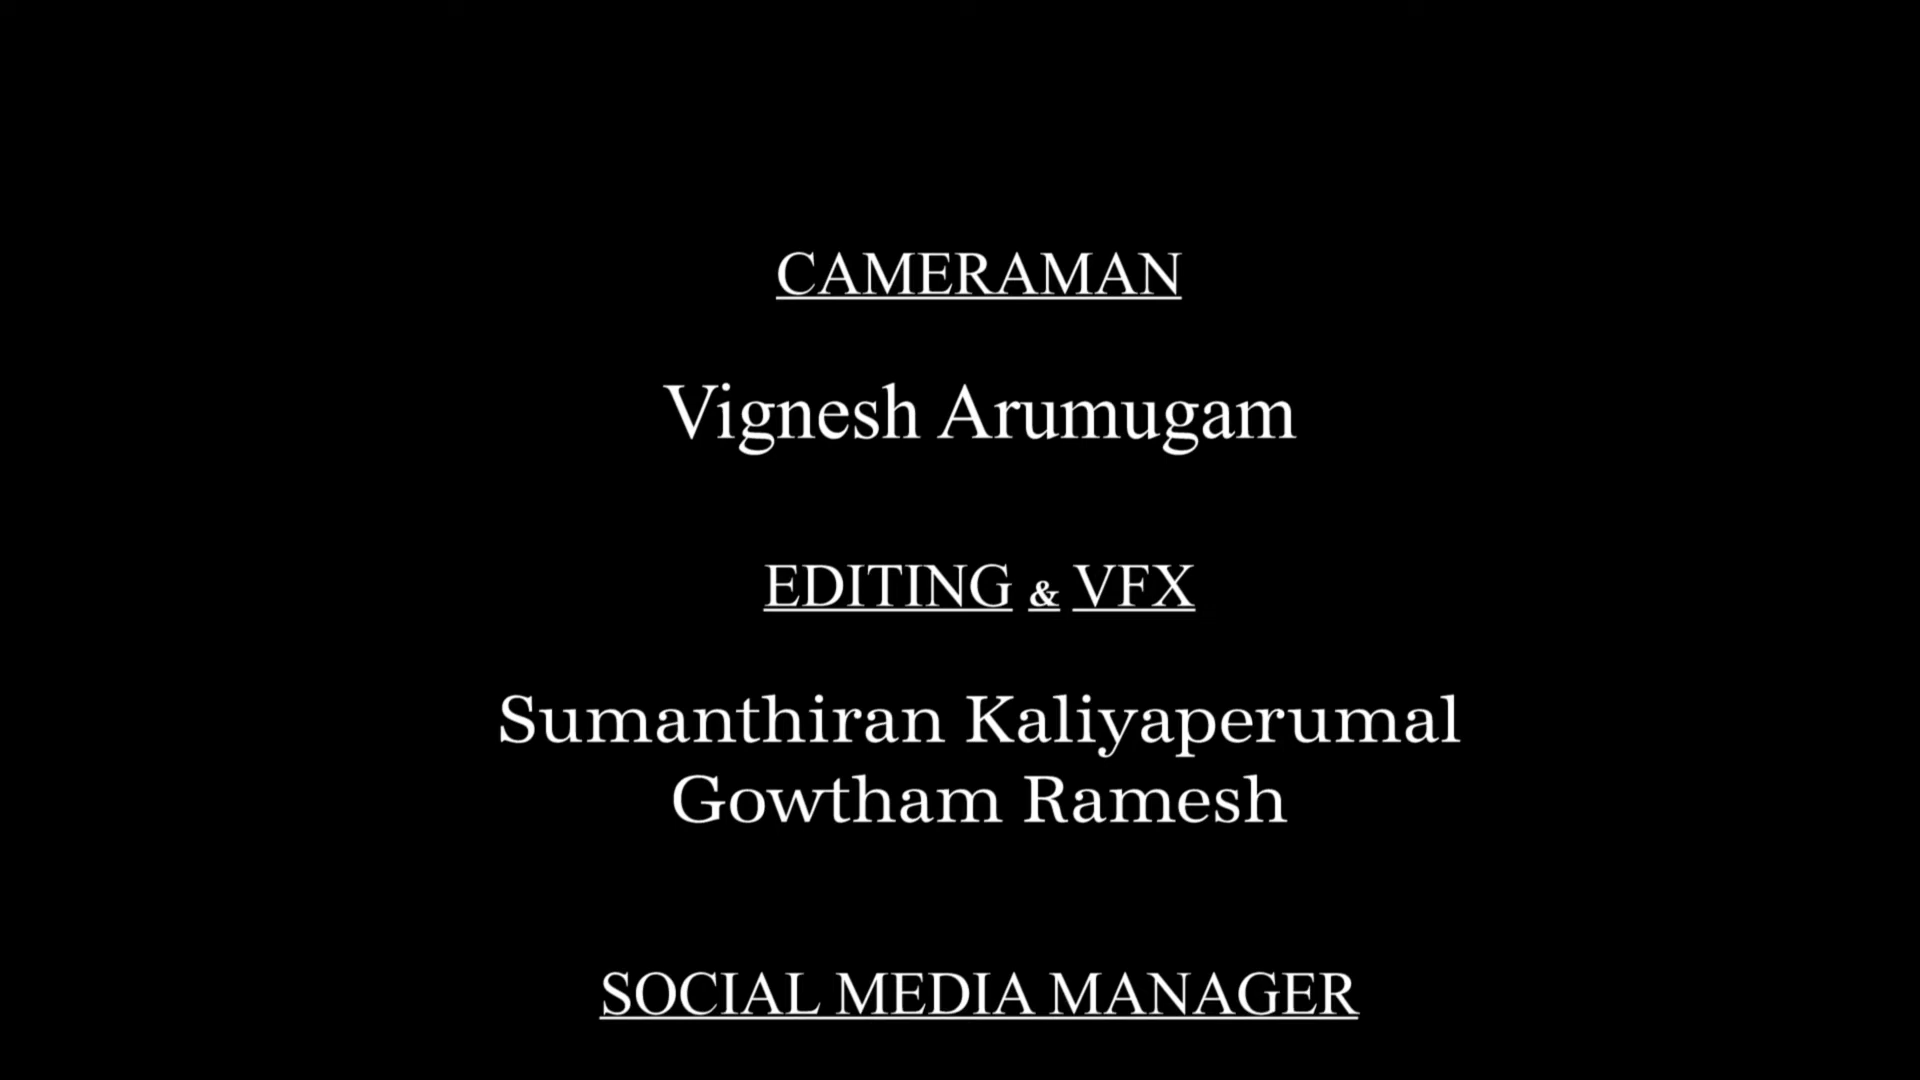 CAMERAMAN
Vignesh Arumugam
EDITING & VFX
Sumanthiran Kaliyaperumal
Gowtham Ramesh
SOCIAL MEDIA MANAGER